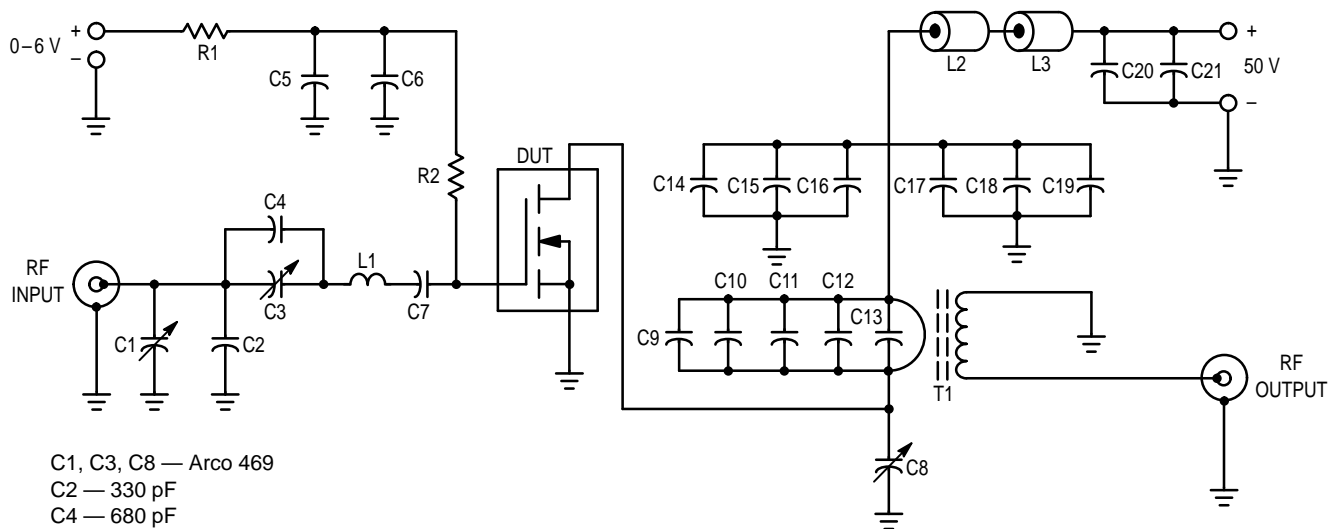 0–6 V
+
–
R1
C5
C6
L2
L3
C20
C21
+
50 V
–
R2
DUT
C14
C15
C16
C17
C18
C19
C4
RF
INPUT
C3
L1
C7
C1
C2
C10
C11
C12
C9
C13
T1
RF
OUTPUT
C8
C1, C3, C8 — Arco 469
C2 — 330 pF
C4 — 680 pF